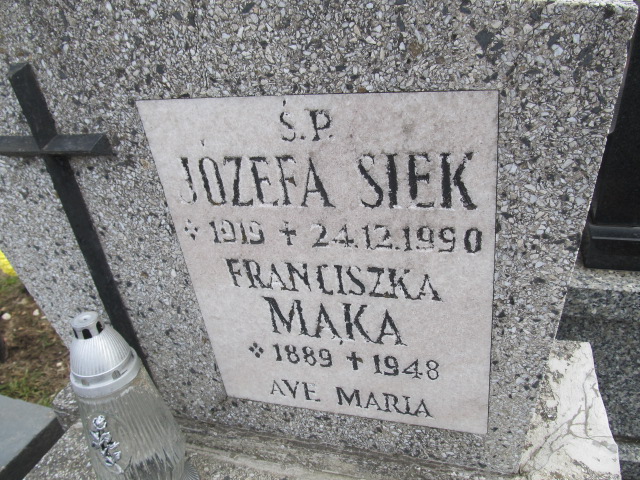 Ś.P.
JÓZEFA SIEK
* 1919 + 24.12.1990
FRANCISZKA
MĄKA
* 1889 + 1948
AVE MARIA